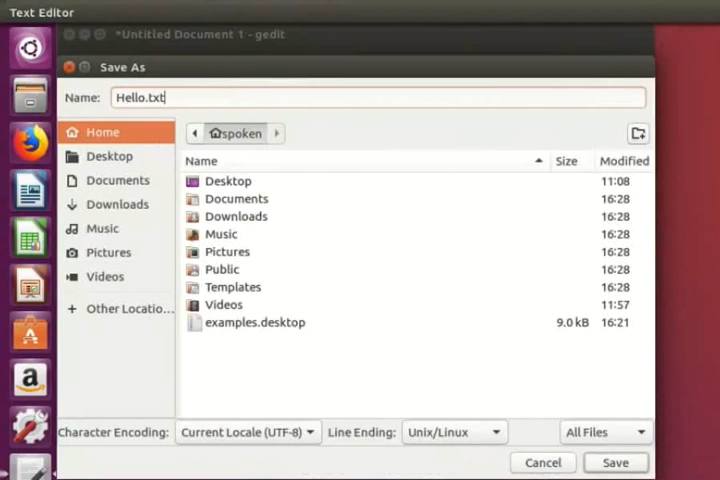 Text Editor
*Untitled Document 1 - gedit
Save As
Name: Hello.txt
Home
spoken
Desktop
Documents
Downloads
Music
Pictures
Videos
+ Other Locatio...
Name Size Modified
Desktop 11:08
Documents 16:28
Downloads 16:28
Music 16:28
Pictures 16:28
Public 16:28
Templates 16:28
Videos 11:57
examples.desktop 9.0 kB 16:21
Character Encoding: Current Locale (UTF-8) Line Ending: Unix/Linux All Files
Cancel Save